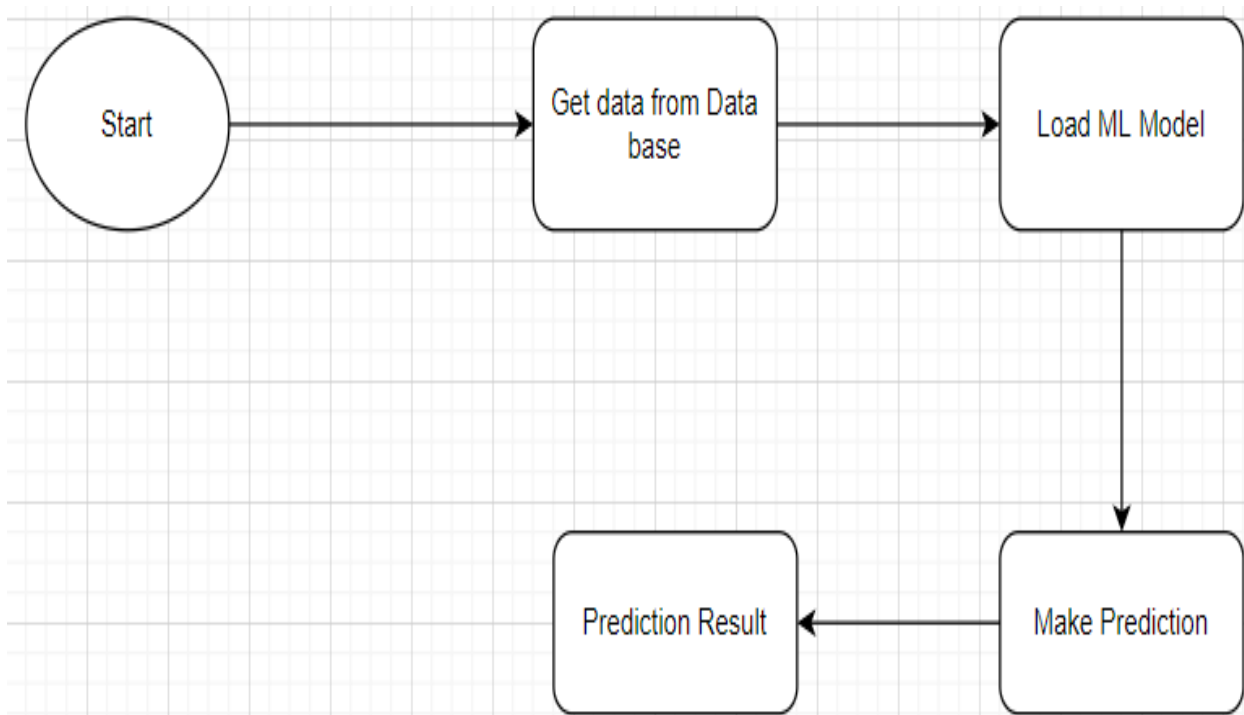 Start
Get data from Data
base
Load ML Model
Make Prediction
Prediction Result